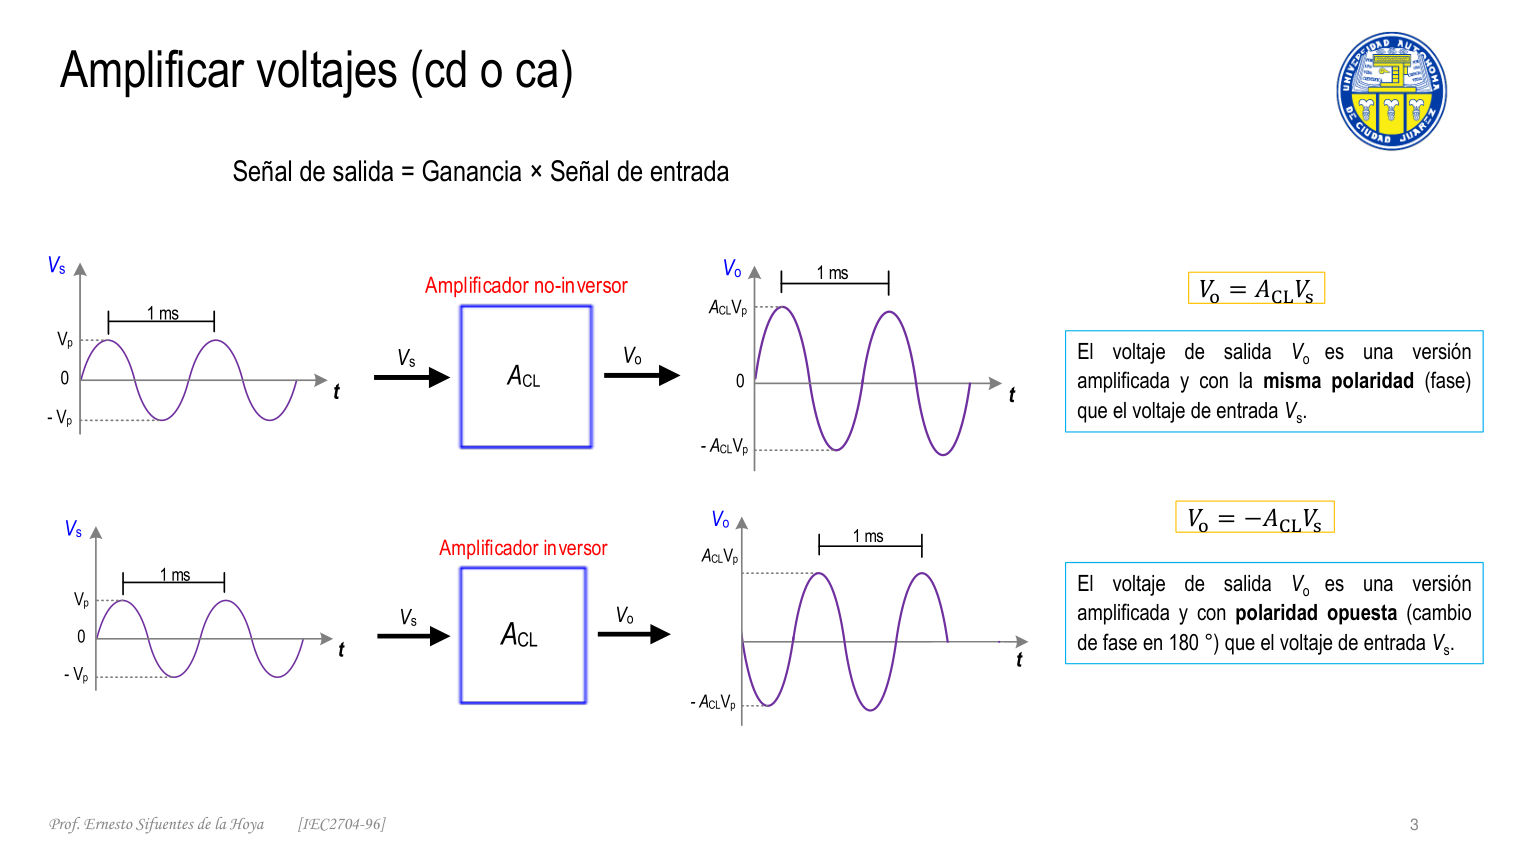 Amplificar voltajes (cd o ca)
UNIVERSIDAD AUTONOMA
DE CIUDAD JUAREZ
Señal de salida = Ganancia × Señal de entrada
Vs
1 ms
Vp
0
- Vp
t
Vs
Amplificador no-inversor
ACL
Vo
Vo
1 ms
ACLVp
0
- ACLVp
t
Vo = ACLVs
El voltaje de salida Vo es una versión
amplificada y con la misma polaridad (fase)
que el voltaje de entrada Vs.
Vs
1 ms
Vp
0
- Vp
t
Vs
Amplificador inversor
ACL
Vo
Vo
1 ms
ACLVp
- ACLVp
t
Vo = −ACLVs
El voltaje de salida Vo es una versión
amplificada y con polaridad opuesta (cambio
de fase en 180 °) que el voltaje de entrada Vs.
Prof. Ernesto Sifuentes de la Hoya [IEC2704-96]
3